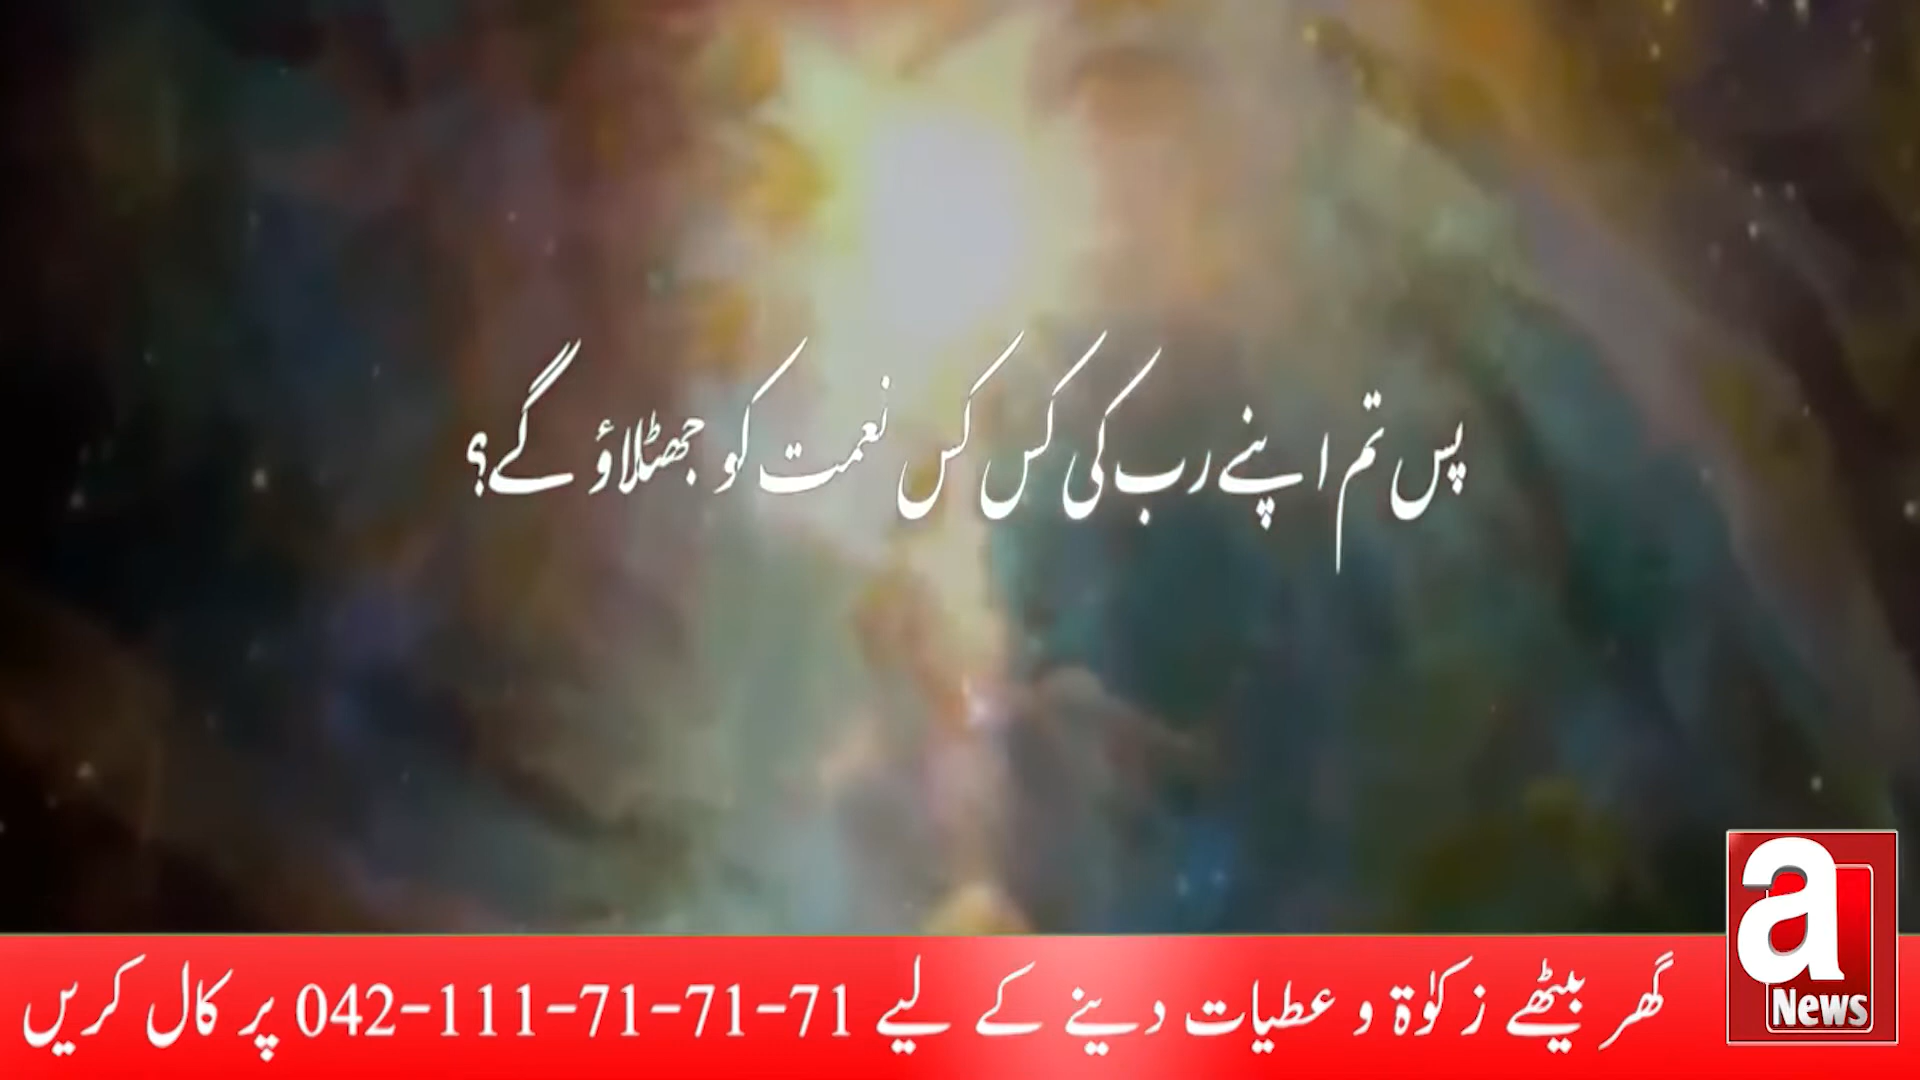 پس تم اپنے رب کی کس کس نعمت کو جھٹلاؤ گے؟
a
News
گھر بیٹھے زکوٰۃ و عطیات دینے کے لیے 042-111-71-71-71 پر کال کریں